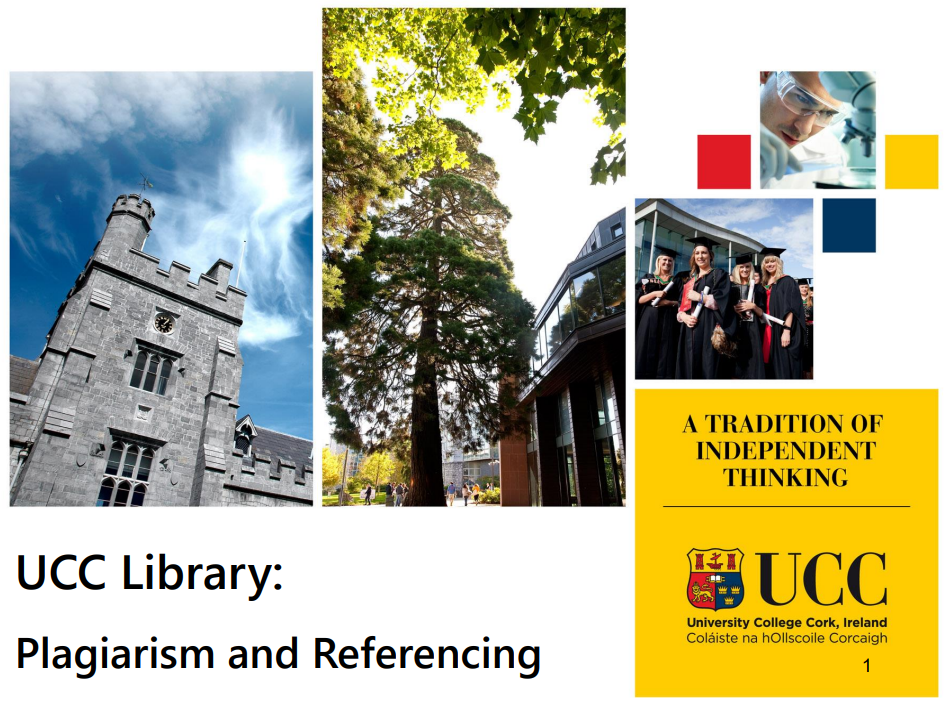 A TRADITION OF
INDEPENDENT
THINKING
UCC
University College Cork, Ireland
Coláiste na hOllscoile Corcaigh
1
UCC Library:
Plagiarism and Referencing